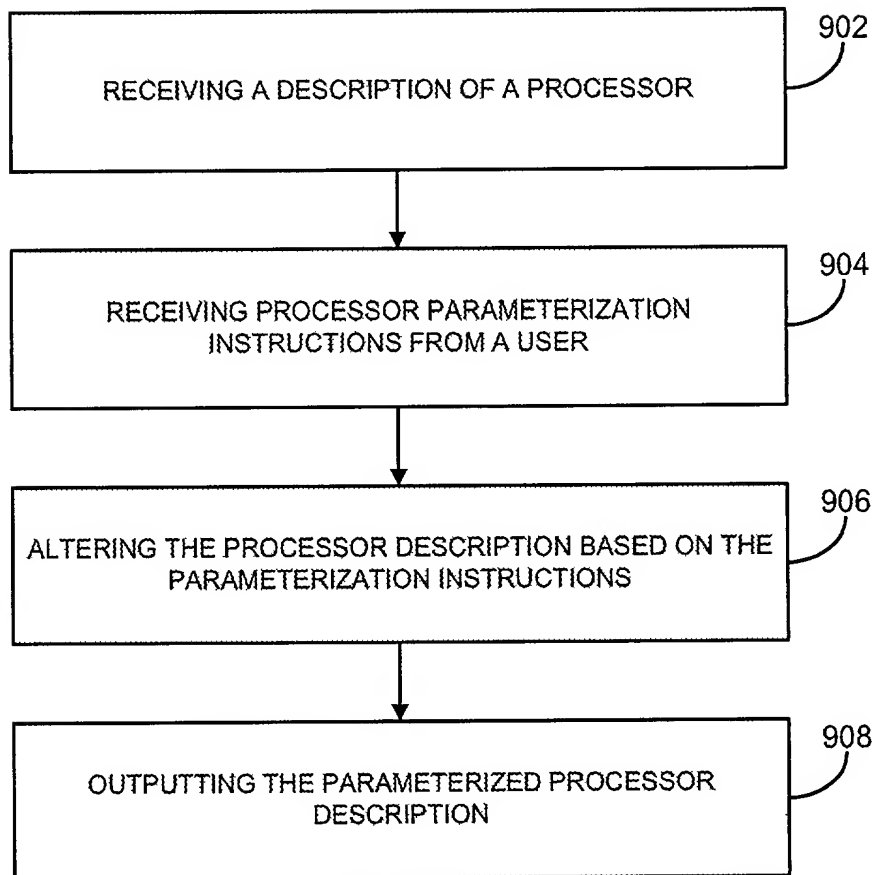 902
RECEIVING A DESCRIPTION OF A PROCESSOR
904
RECEIVING PROCESSOR PARAMETERIZATION
INSTRUCTIONS FROM A USER
906
ALTERING THE PROCESSOR DESCRIPTION BASED ON THE
PARAMETERIZATION INSTRUCTIONS
908
OUTPUTTING THE PARAMETERIZED PROCESSOR
DESCRIPTION